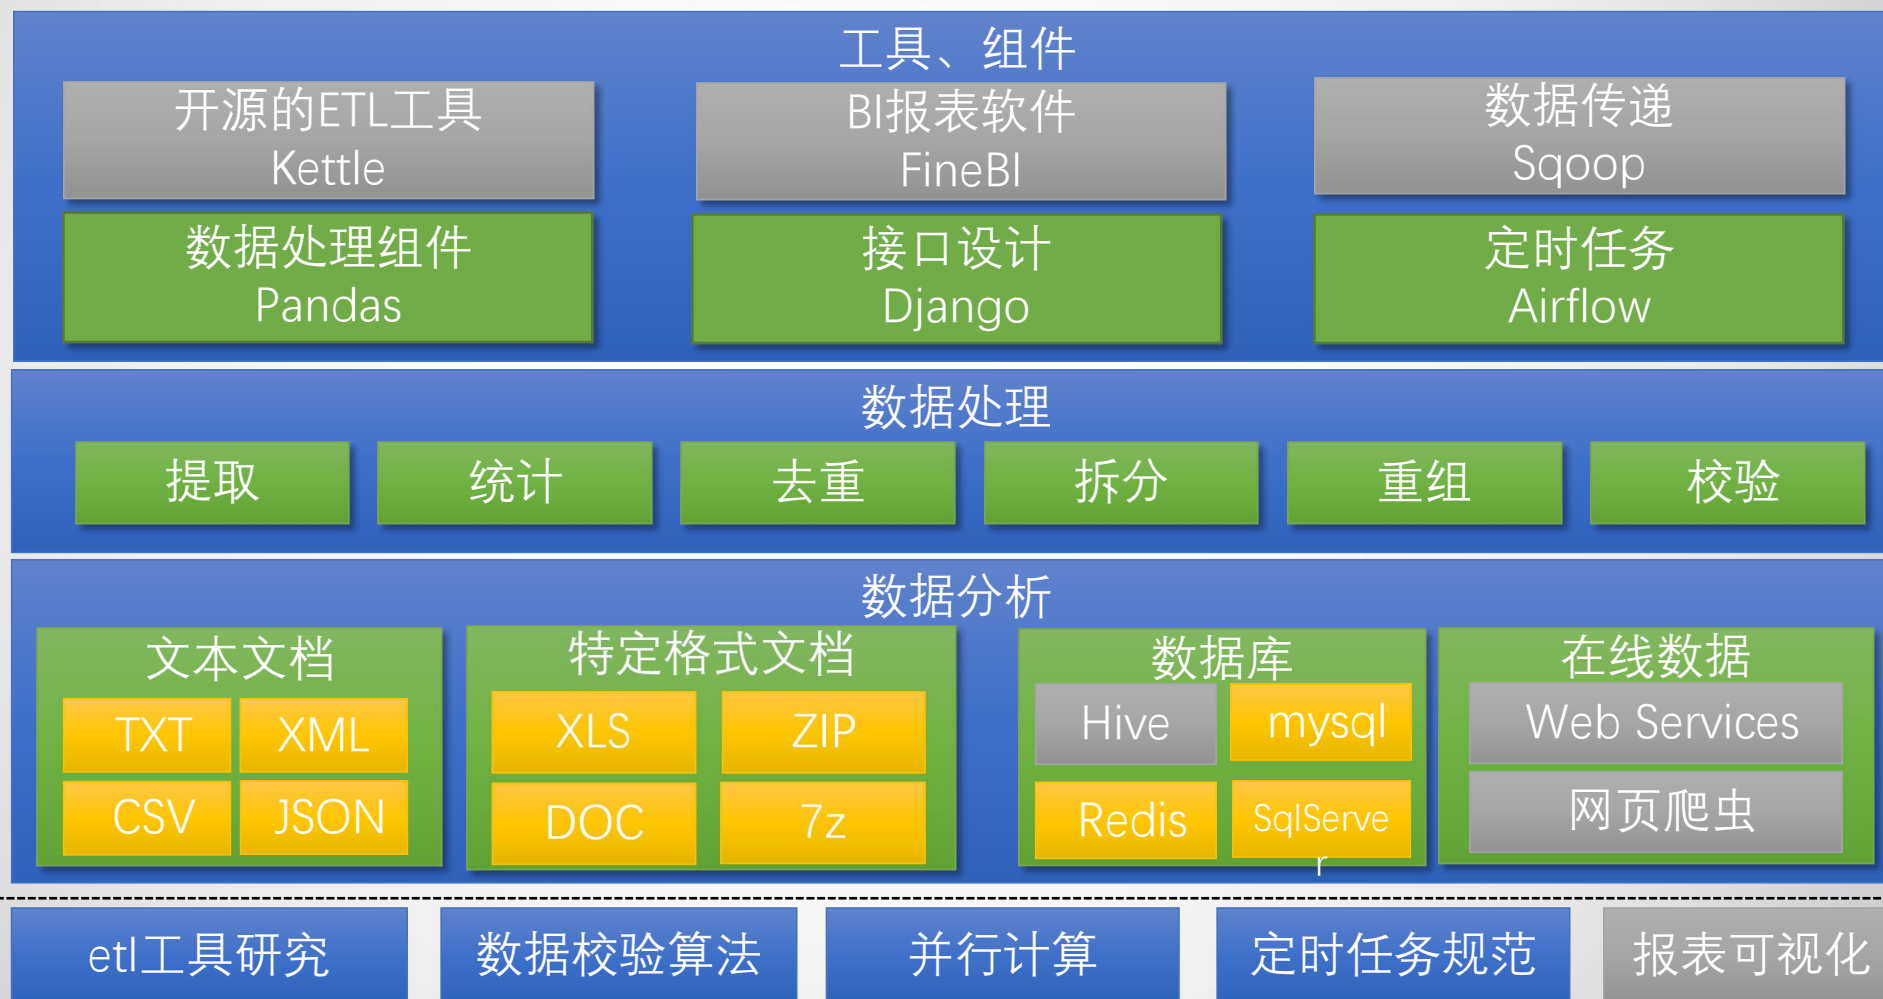 工具、组件
开源的ETL工具
Kettle
BI报表软件
FineBI
数据传递
Sqoop
数据处理组件
Pandas
接口设计
Django
定时任务
Airflow
数据处理
提取
统计
去重
拆分
重组
校验
数据分析
文本文档
TXT
XML
CSV
JSON
特定格式文档
XLS
ZIP
DOC
7z
数据库
Hive
mysql
Redis
SqlServe
r
在线数据
Web Services
网页爬虫
etl工具研究
数据校验算法
并行计算
定时任务规范
报表可视化